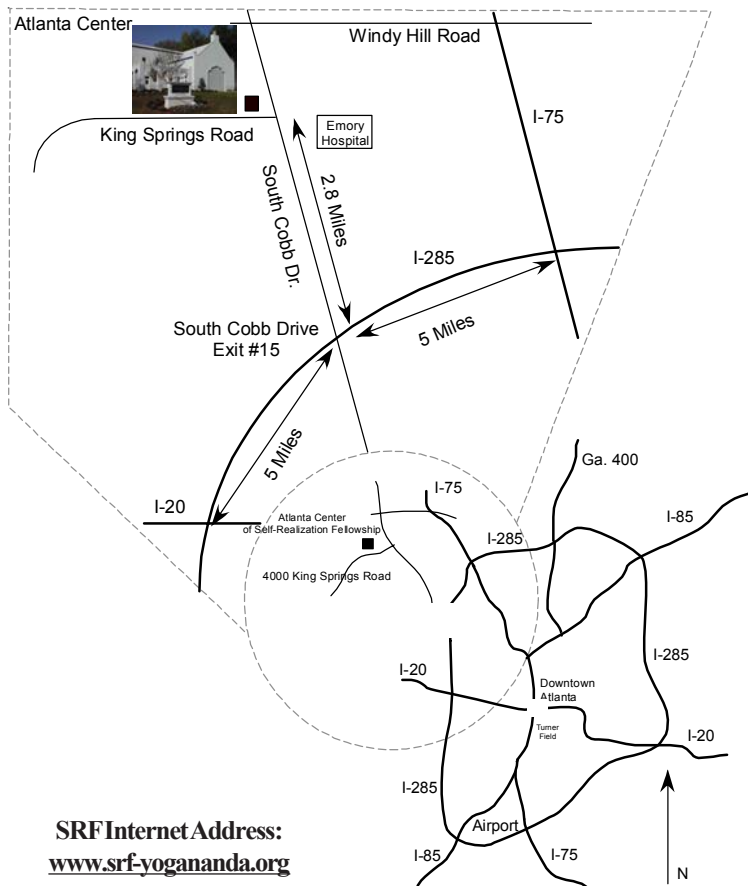 Atlanta Center
Windy Hill Road
King Springs Road
Emory
Hospital
I-75
2.8 Miles
South Cobb Dr.
I-285
5 Miles
South Cobb Drive
Exit #15
5 Miles
I-20
Ga. 400
I-75
I-85
Atlanta Center
of Self-Realization Fellowship
I-285
4000 King Springs Road
I-285
I-20
Downtown
Atlanta
Turner
Field
I-20
I-285
Airport
I-85
I-75
N
SRF Internet Address:
www.srf-yogananda.org